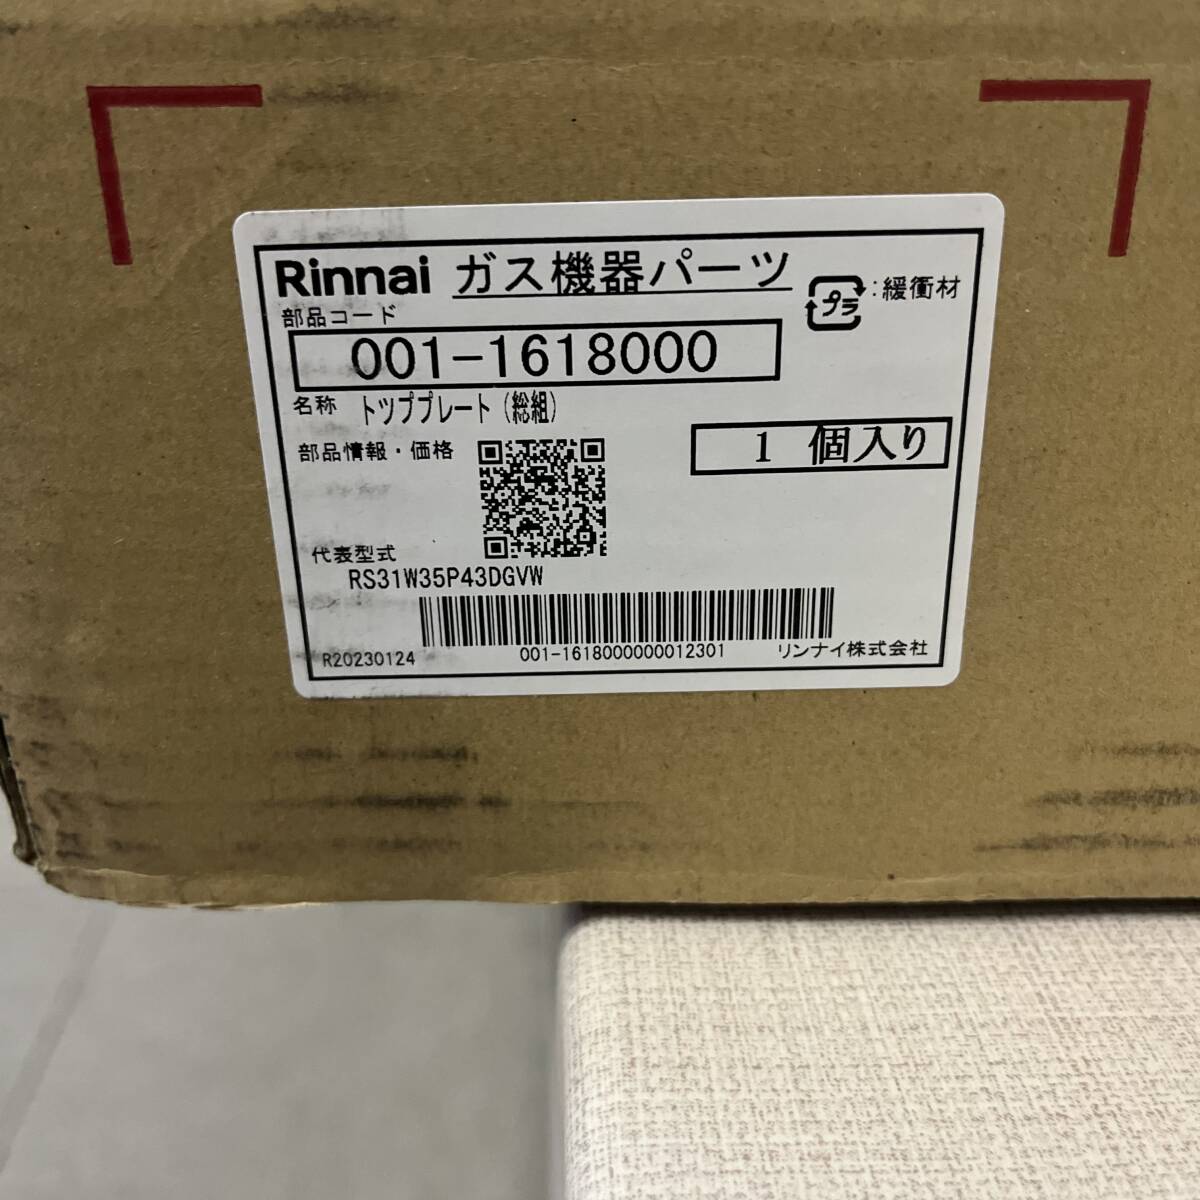 Rinnai ガス機器パーツ
プラ :緩衝材
部品コード
001-1618000
名称 トッププレート(総組)
部品情報・価格
1 個入り
代表型式
RS31W35P43DGVW
R20230124 001-1618000000012301 リンナイ株式会社